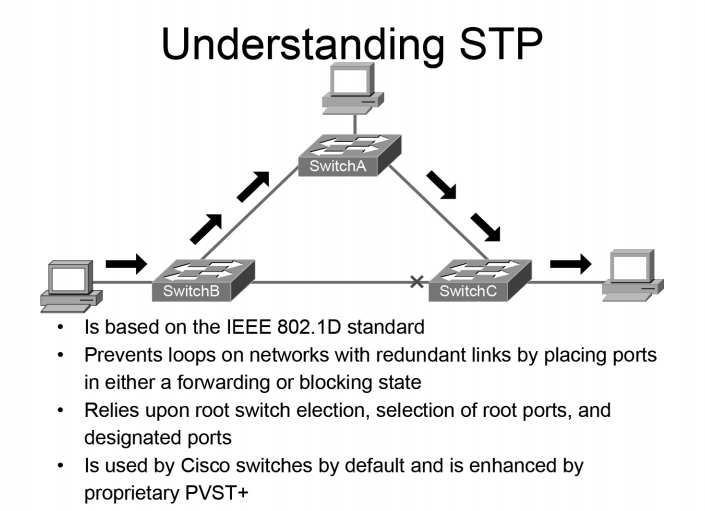 Understanding STP
SwitchA
SwitchB
SwitchC
• Is based on the IEEE 802.1D standard
• Prevents loops on networks with redundant links by placing ports
in either a forwarding or blocking state
• Relies upon root switch election, selection of root ports, and
designated ports
• Is used by Cisco switches by default and is enhanced by
proprietary PVST+